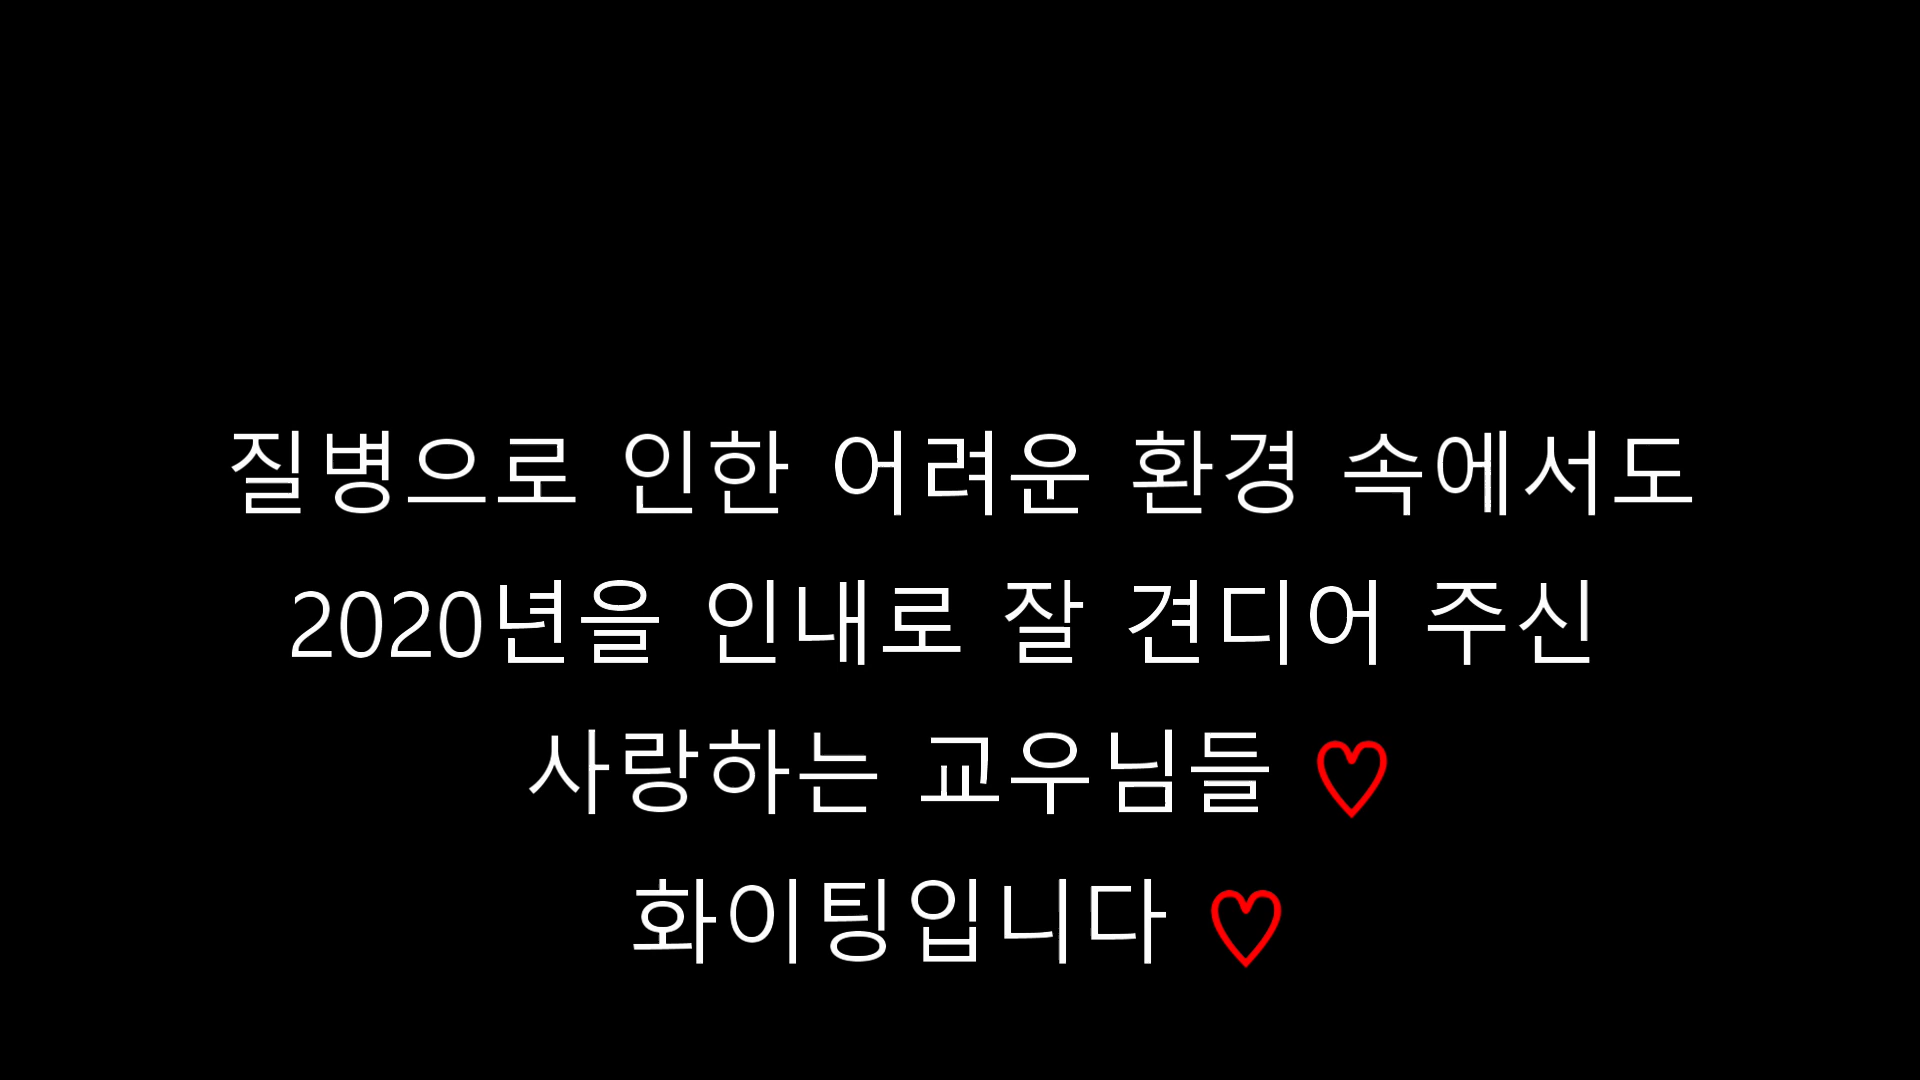 질병으로 인한 어려운 환경 속에서도
2020년을 인내로 잘 견디어 주신
사랑하는 교우님들 ♡
화이팅입니다 ♡